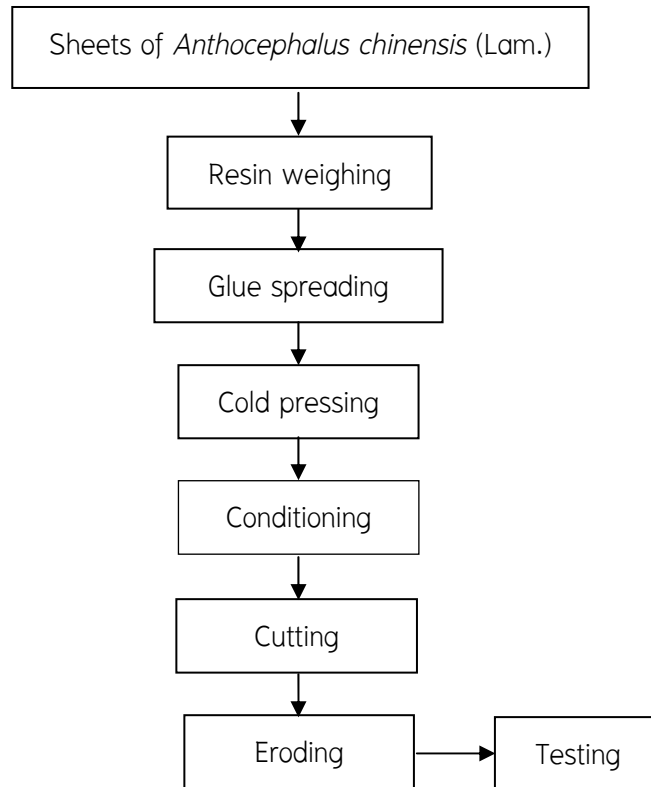 Sheets of Anthocephalus chinensis (Lam.)
Resin weighing
Glue spreading
Cold pressing
Conditioning
Cutting
Eroding
Testing